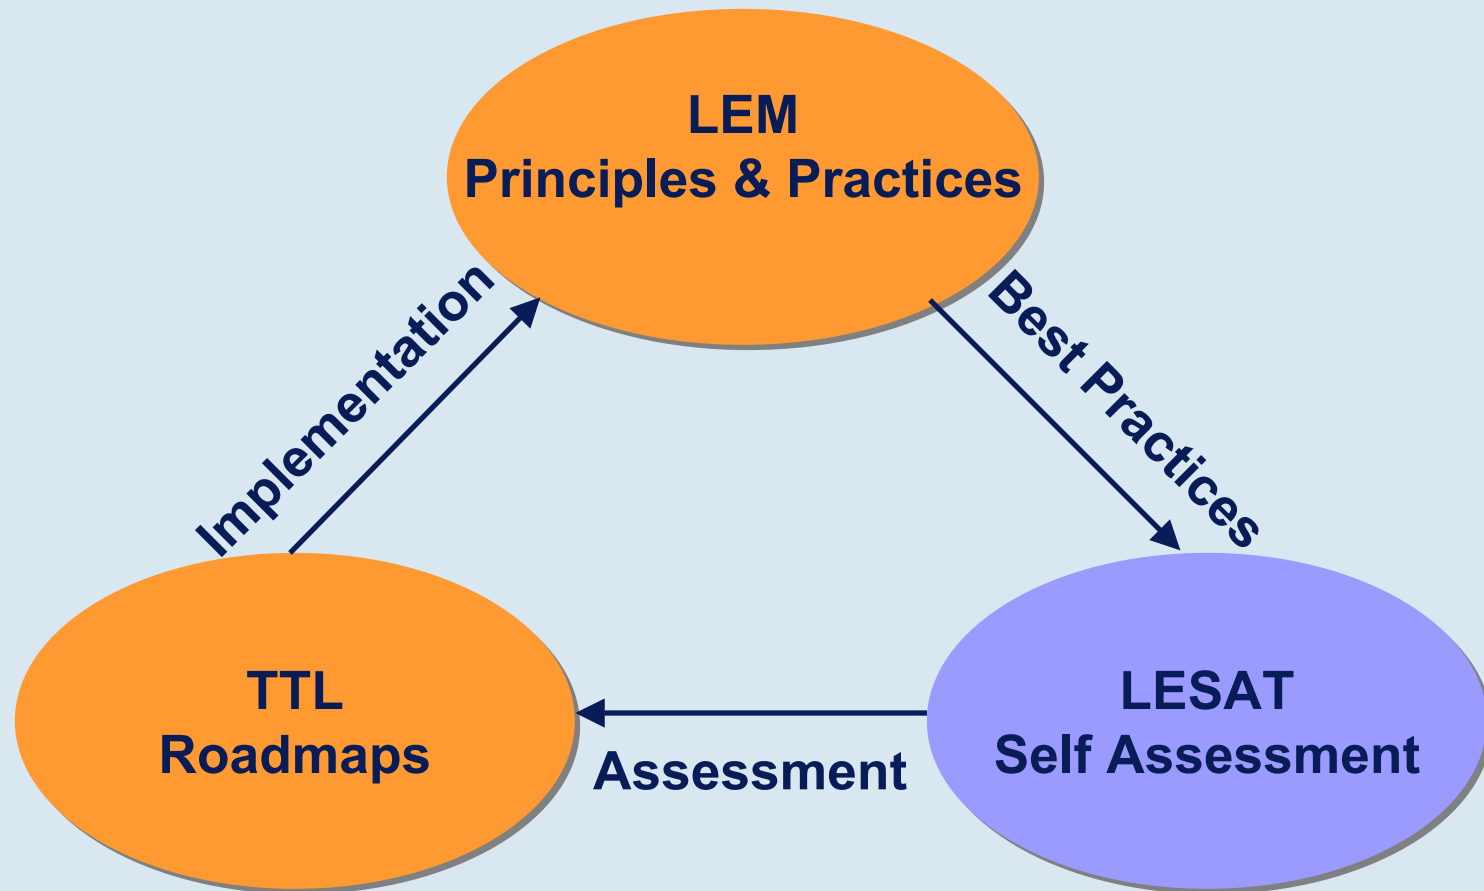 LEM
Principles & Practices
Implementation
Best Practices
TTL
Roadmaps
Assessment
LESAT
Self Assessment